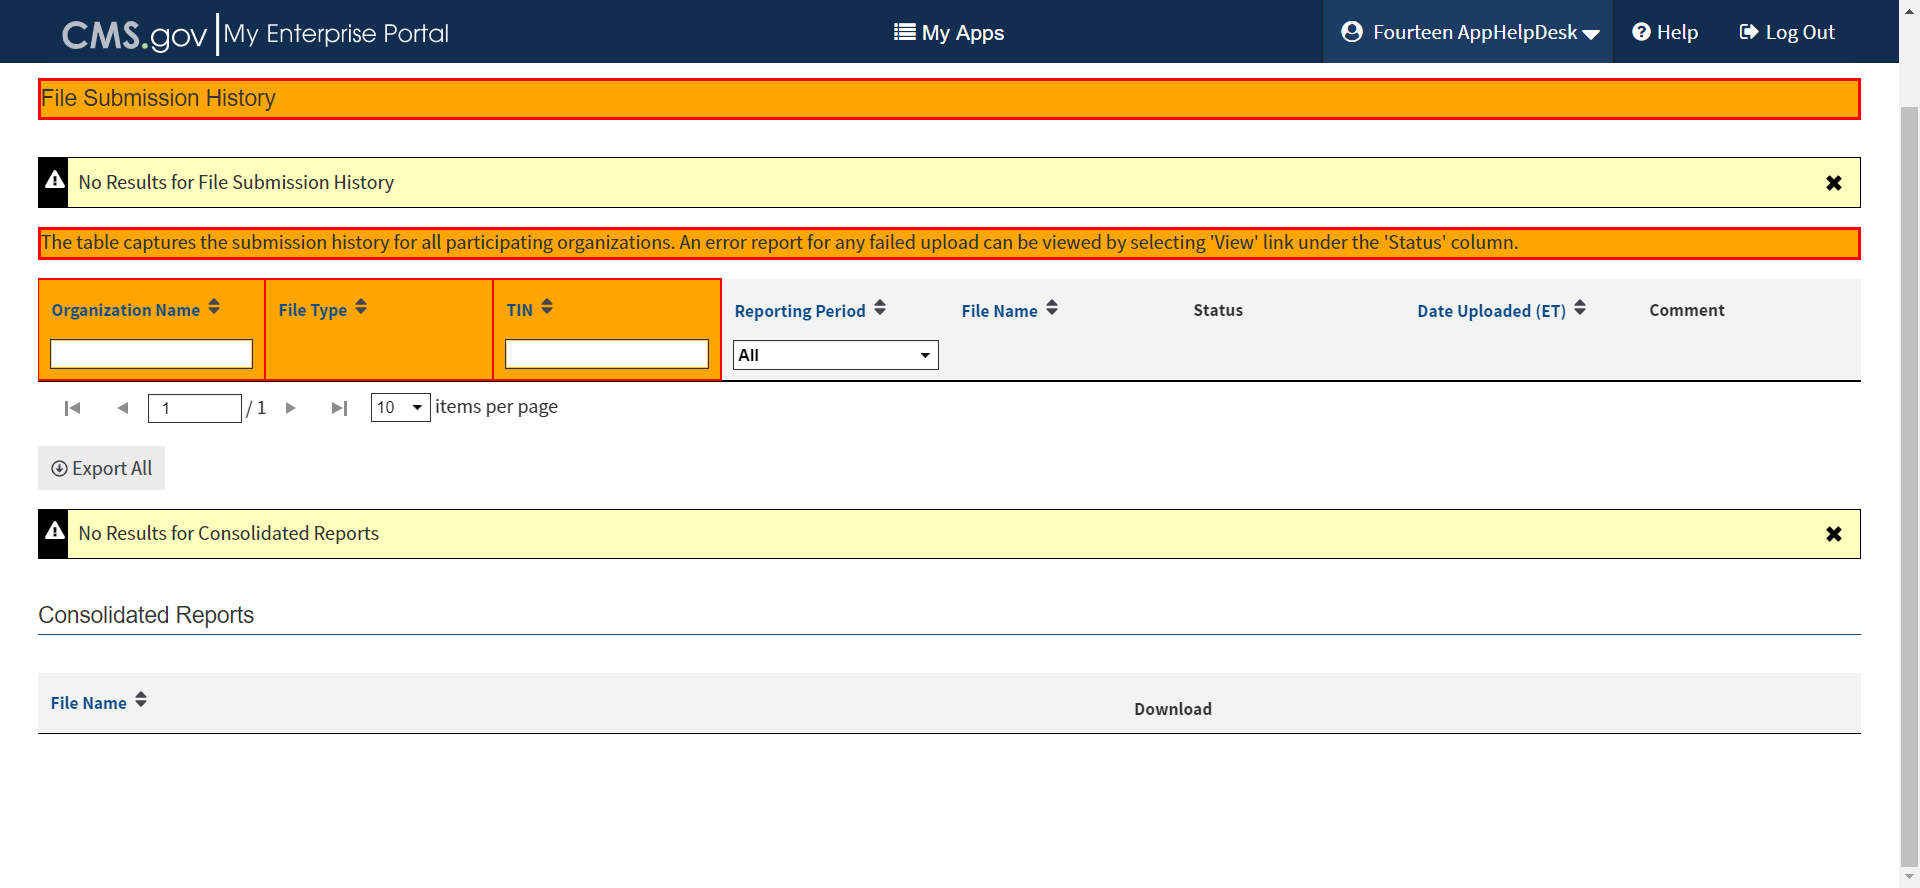 CMS.gov My Enterprise Portal My Apps Fourteen AppHelpDesk Help Log Out
File Submission History
No Results for File Submission History
The table captures the submission history for all participating organizations. An error report for any failed upload can be viewed by selecting 'View' link under the 'Status' column.
Organization Name File Type TIN Reporting Period File Name Status Date Uploaded (ET) Comment
All
1 / 1 10 items per page
Export All
No Results for Consolidated Reports
Consolidated Reports
File Name Download